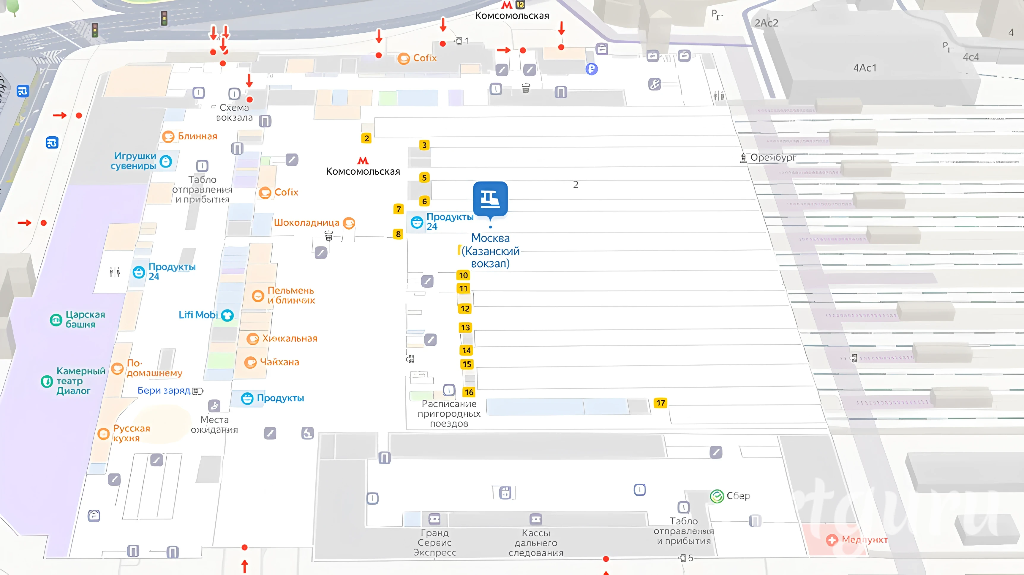 Комсомольская
12
2Ac2
4
4с4
4Ас1
Cofix
1
Схема
вокзала
2
Блинная
3
Комсомольская
Игрушки
сувениры
Оренбург
Табло
отправления
и прибытия
5
2
Cofix
6
7
Шоколадница
Продукты
24
8
Москва
(Казанский
вокзал)
Продукты
24
10
11
Пельмень
и блинчик
12
Lifi Mobi
Царская
башня
13
Хинкальная
14
Чайхана
15
По-
домашнему
Камерный
театр
Диалог
Бери заряд
16
Продукты
17
Расписание
пригородных
поездов
Места
ожидания
Русская
кухня
Сбер
Гранд
Сервис
Экспресс
Кассы
дальнего
следования
Табло
отправления
и прибытия
Медпункт
5